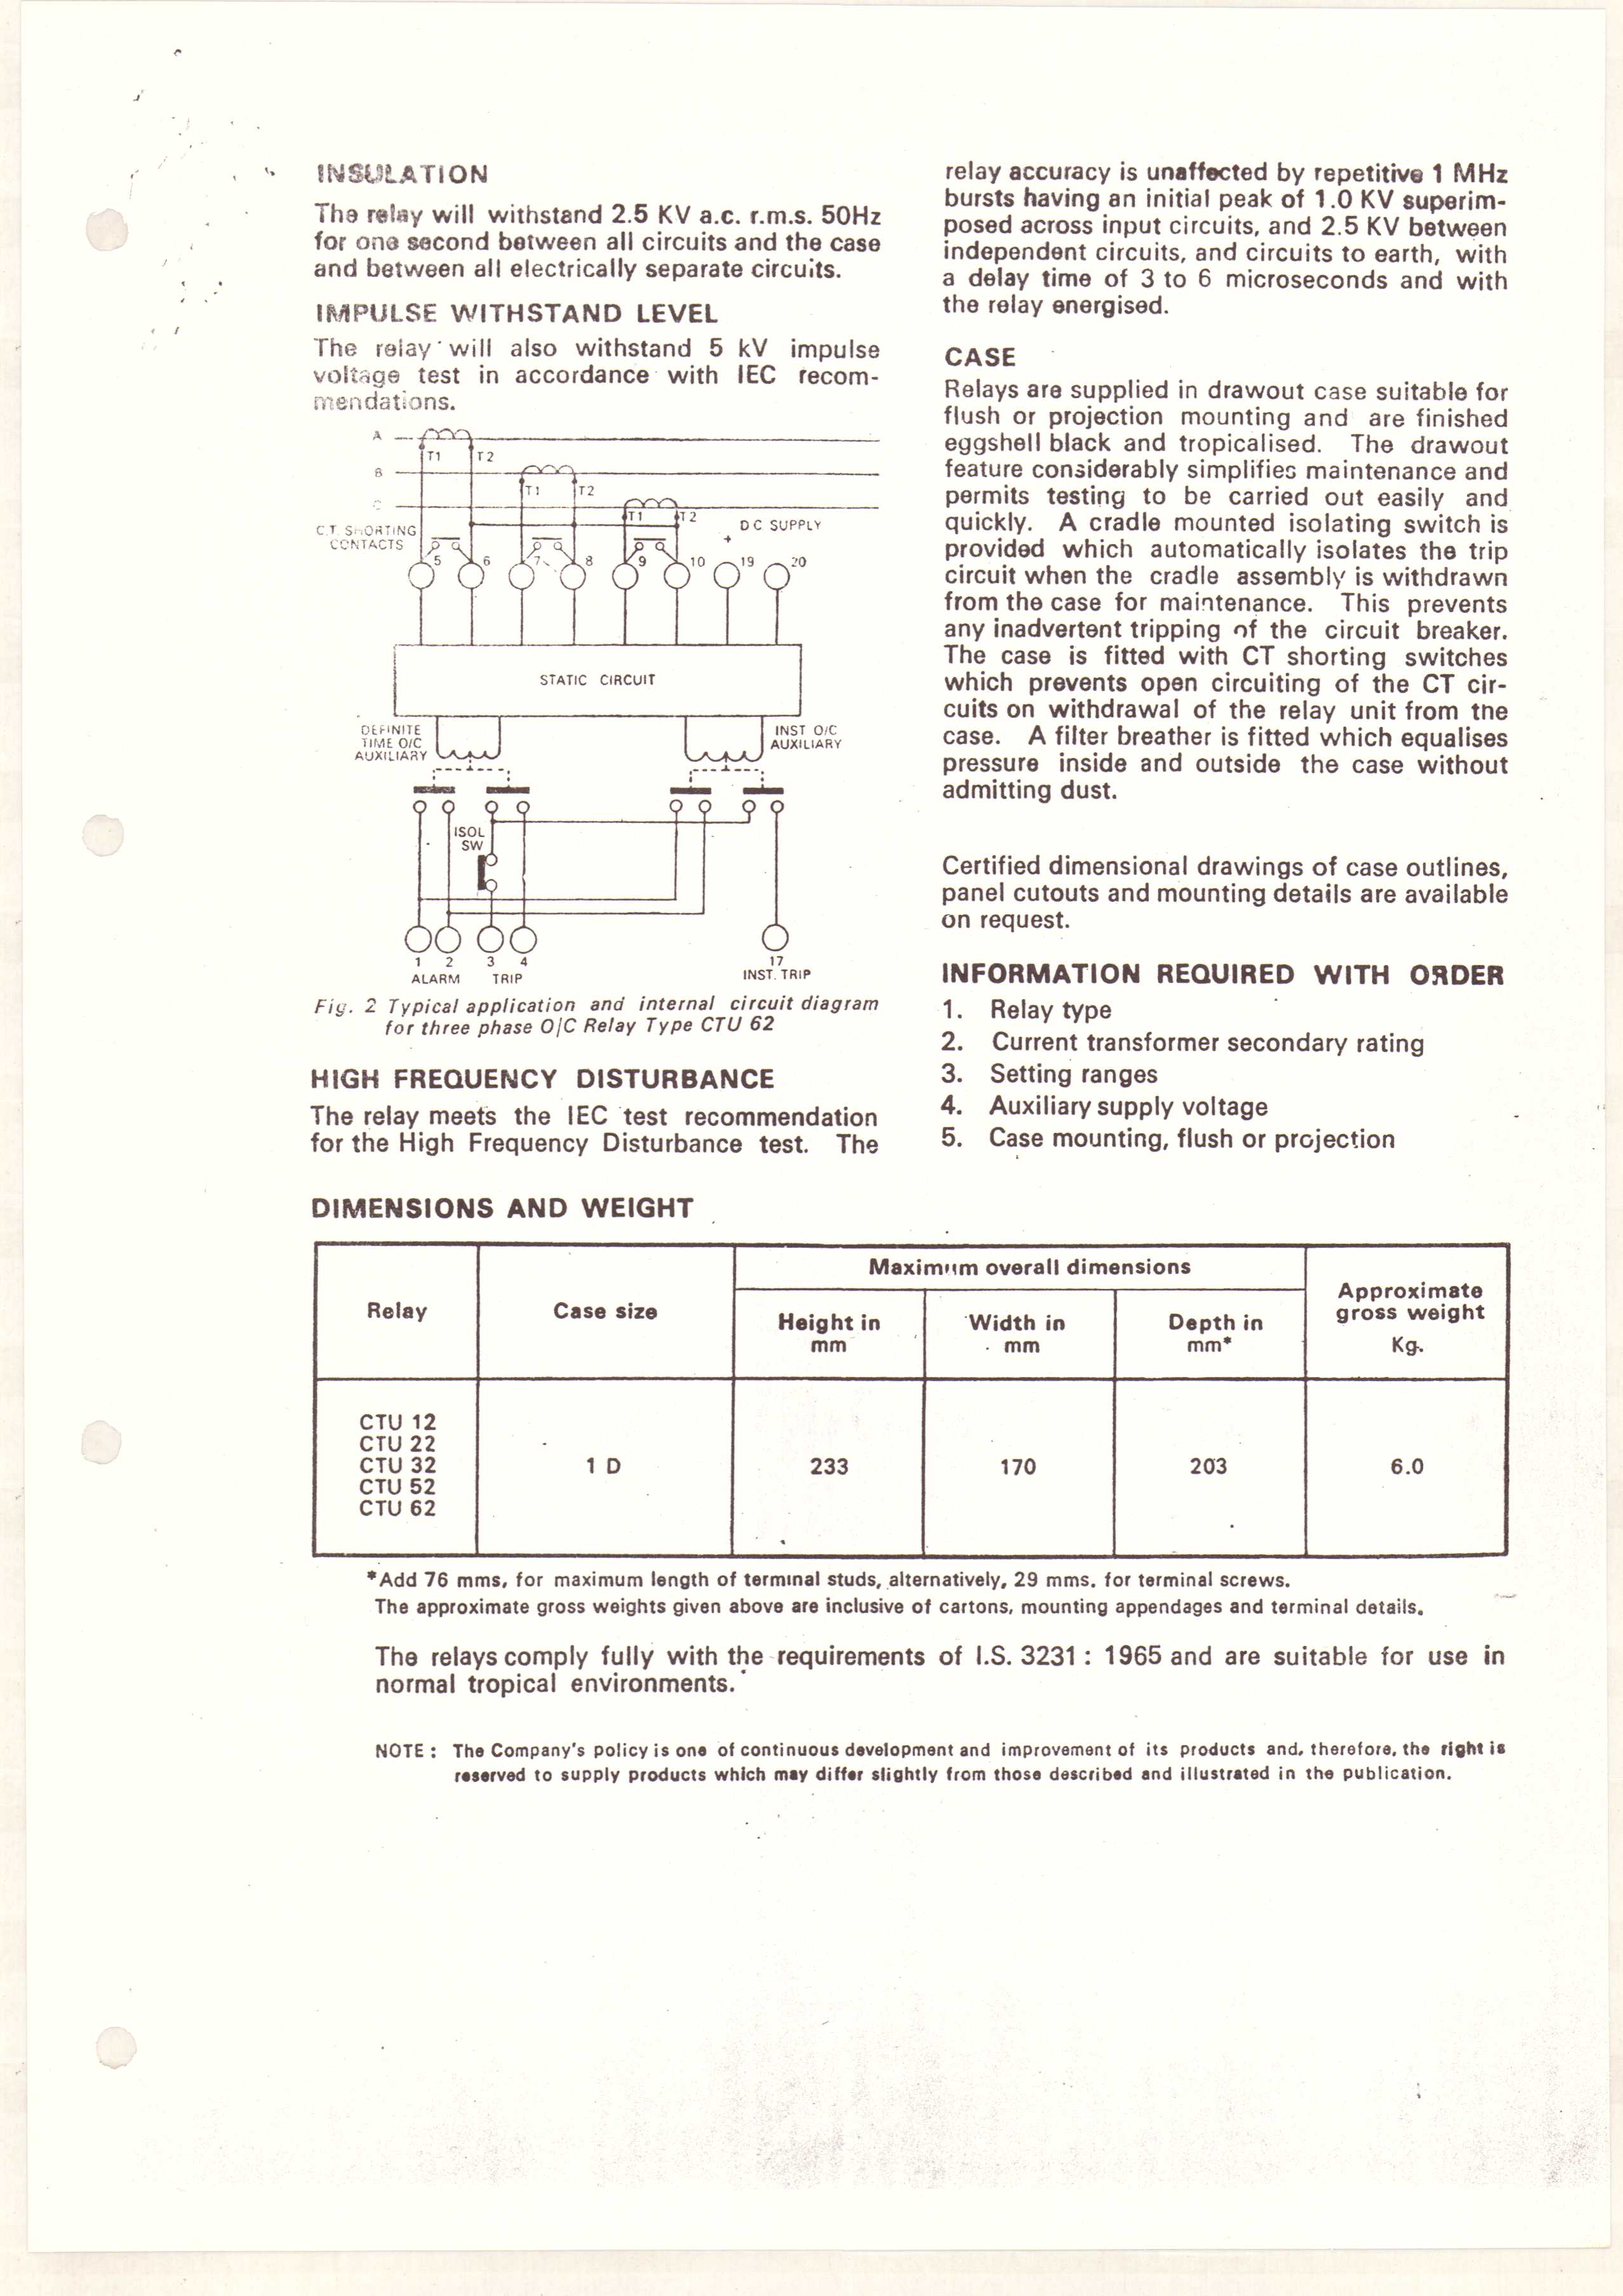 INSULATION
The relay will withstand 2.5 KV a.c. r.m.s. 50Hz
for one second between all circuits and the case
and between all electrically separate circuits.
IMPULSE WITHSTAND LEVEL
The relay will also withstand 5 kV impulse
voltage test in accordance with IEC recom-
mendations.
A
T1 T2
B
T1 T2
C
T1 T2
D C SUPPLY
C.T. SHORTING
CONTACTS
+
5 6 7 8 9 10 19 20
STATIC CIRCUIT
DEFINITE
TIME O/C
AUXILIARY
INST O/C
AUXILIARY
ISOL
SW
1 2 3 4 17
ALARM TRIP INST. TRIP
Fig. 2 Typical application and internal circuit diagram
for three phase O/C Relay Type CTU 62
HIGH FREQUENCY DISTURBANCE
The relay meets the IEC test recommendation
for the High Frequency Disturbance test. The
relay accuracy is unaffected by repetitive 1 MHz
bursts having an initial peak of 1.0 KV superim-
posed across input circuits, and 2.5 KV between
independent circuits, and circuits to earth, with
a delay time of 3 to 6 microseconds and with
the relay energised.
CASE
Relays are supplied in drawout case suitable for
flush or projection mounting and are finished
eggshell black and tropicalised. The drawout
feature considerably simplifies maintenance and
permits testing to be carried out easily and
quickly. A cradle mounted isolating switch is
provided which automatically isolates the trip
circuit when the cradle assembly is withdrawn
from the case for maintenance. This prevents
any inadvertent tripping of the circuit breaker.
The case is fitted with CT shorting switches
which prevents open circuiting of the CT cir-
cuits on withdrawal of the relay unit from the
case. A filter breather is fitted which equalises
pressure inside and outside the case without
admitting dust.
Certified dimensional drawings of case outlines,
panel cutouts and mounting details are available
on request.
INFORMATION REQUIRED WITH ORDER
1. Relay type
2. Current transformer secondary rating
3. Setting ranges
4. Auxiliary supply voltage
5. Case mounting, flush or projection
DIMENSIONS AND WEIGHT
Relay
Case size
Maximum overall dimensions
Height in
mm
Width in
mm
Depth in
mm*
Approximate
gross weight
Kg.
CTU 12
CTU 22
CTU 32
CTU 52
CTU 62
1 D
233
170
203
6.0
*Add 76 mms, for maximum length of terminal studs, alternatively, 29 mms. for terminal screws.
The approximate gross weights given above are inclusive of cartons, mounting appendages and terminal details.
The relays comply fully with the requirements of I.S. 3231 : 1965 and are suitable for use in
normal tropical environments.
NOTE : The Company's policy is one of continuous development and improvement of its products and, therefore, the right is
reserved to supply products which may differ slightly from those described and illustrated in the publication.